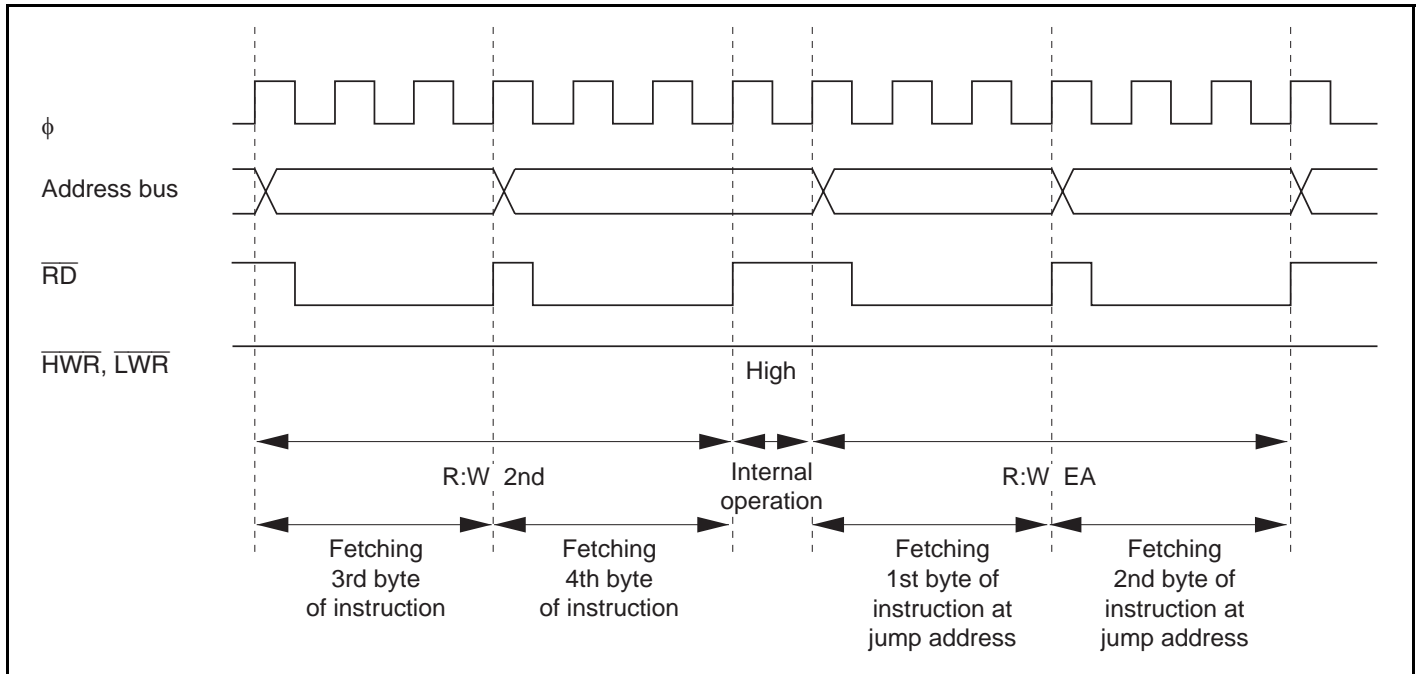 φ
Address bus
RD
HWR, LWR
High
R:W 2nd
Internal
operation
R:W EA
Fetching
3rd byte
of instruction
Fetching
4th byte
of instruction
Fetching
1st byte of
instruction at
jump address
Fetching
2nd byte of
instruction at
jump address